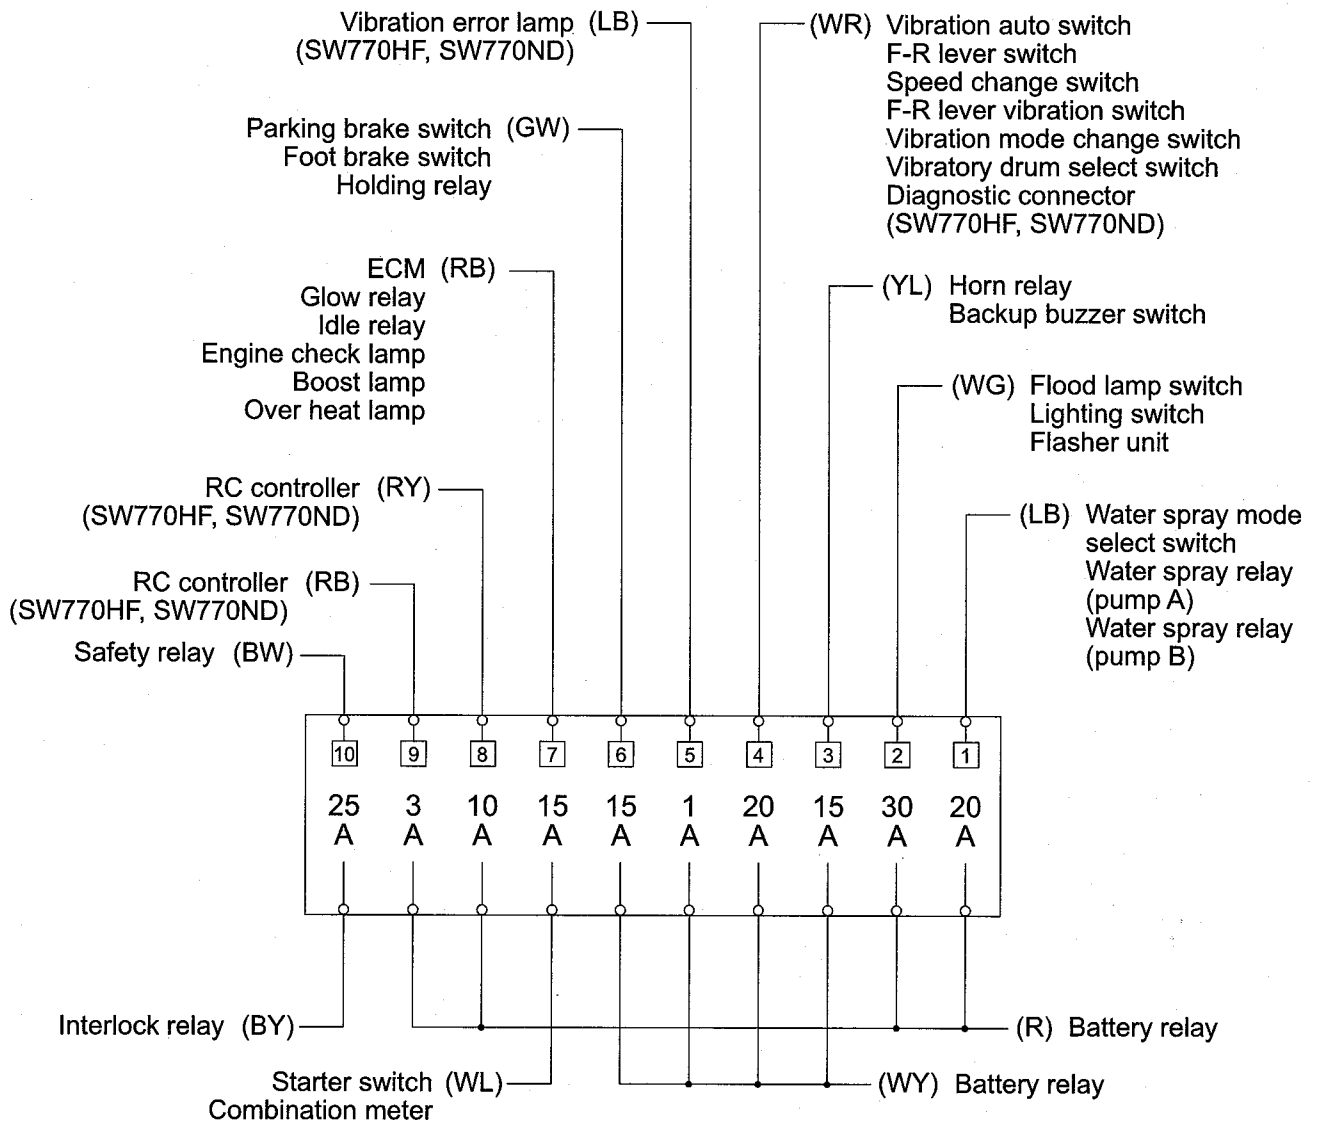 Vibration error lamp (LB)
(SW770HF, SW770ND)
(WR) Vibration auto switch
F-R lever switch
Speed change switch
F-R lever vibration switch
Vibration mode change switch
Vibratory drum select switch
Diagnostic connector
(SW770HF, SW770ND)
Parking brake switch (GW)
Foot brake switch
Holding relay
ECM (RB)
Glow relay
Idle relay
Engine check lamp
Boost lamp
Over heat lamp
(YL) Horn relay
Backup buzzer switch
(WG) Flood lamp switch
Lighting switch
Flasher unit
RC controller (RY)
(SW770HF, SW770ND)
(LB) Water spray mode
select switch
Water spray relay
(pump A)
Water spray relay
(pump B)
RC controller (RB)
(SW770HF, SW770ND)
Safety relay (BW)
10 9 8 7 6 5 4 3 2 1
25 3 10 15 15 1 20 15 30 20
A A A A A A A A A A
Interlock relay (BY)
(R) Battery relay
Starter switch (WL)
Combination meter
(WY) Battery relay